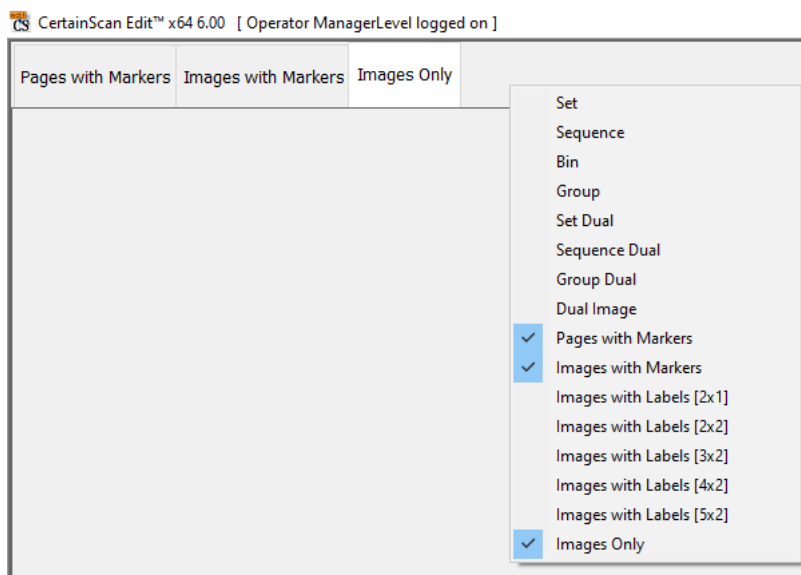 CS CertainScan Edit™ x64 6.00 [ Operator ManagerLevel logged on ]
Pages with Markers Images with Markers Images Only
Set
Sequence
Bin
Group
Set Dual
Sequence Dual
Group Dual
Dual Image
Pages with Markers
Images with Markers
Images with Labels [2x1]
Images with Labels [2x2]
Images with Labels [3x2]
Images with Labels [4x2]
Images with Labels [5x2]
Images Only